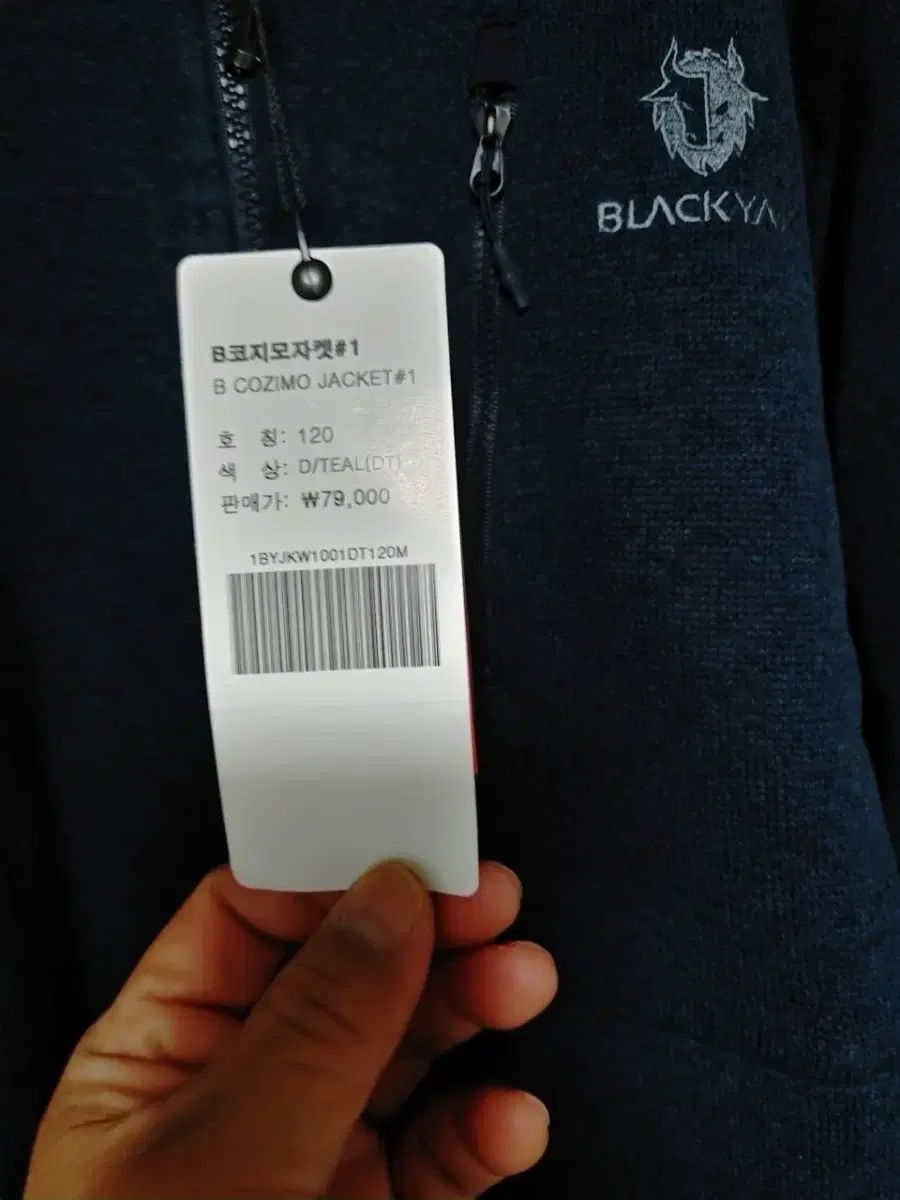 BLACKYA
B코지모자켓#1
B COZIMO JACKET#1
호 칭: 120
색 상: D/TEAL(DT)
판매가: ₩79,000
1BYJKW1001DT120M